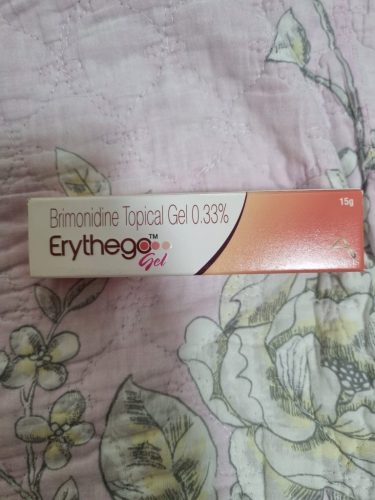 Brimonidine Topical Gel 0.33%
15g
Erythego™
Gel